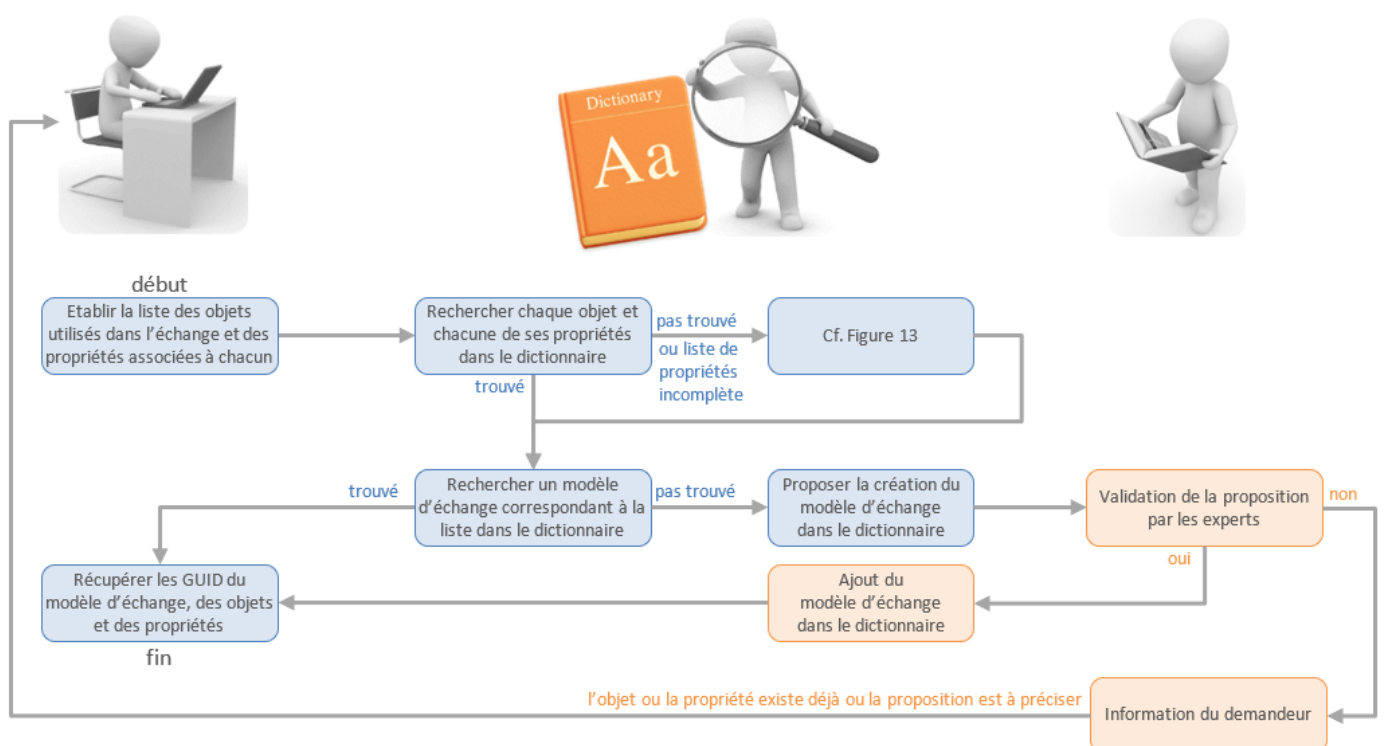 Dictionary
Aa
début
Etablir la liste des objets
utilisés dans l'échange et des
propriétés associées à chacun
Rechercher chaque objet et
chacune de ses propriétés
dans le dictionnaire
pas trouvé
ou liste de
propriétés
incomplète
Cf. Figure 13
trouvé
trouvé
Rechercher un modèle
d'échange correspondant à la
liste dans le dictionnaire
pas trouvé
Proposer la création du
modèle d'échange
dans le dictionnaire
Validation de la proposition
par les experts
non
oui
Récupérer les GUID du
modèle d'échange, des objets
et des propriétés
Ajout du
modèle d'échange
dans le dictionnaire
fin
l'objet ou la propriété existe déjà ou la proposition est à préciser
Information du demandeur